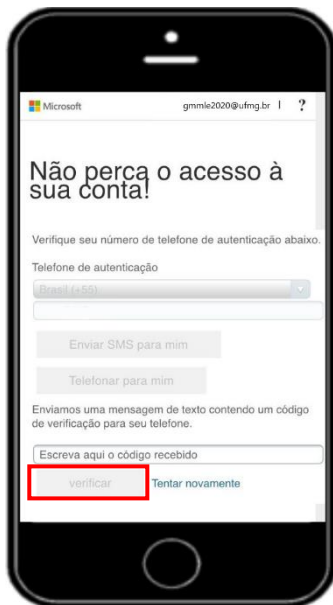 Microsoft gmmle2020@ufmg.br | ?
Não perca o acesso à
sua conta!
Verifique seu número de telefone de autenticação abaixo.
Telefone de autenticação
Brasil (+55)
Enviar SMS para mim
Telefonar para mim
Enviamos uma mensagem de texto contendo um código
de verificação para seu telefone.
Escreva aqui o código recebido
verificar Tentar novamente